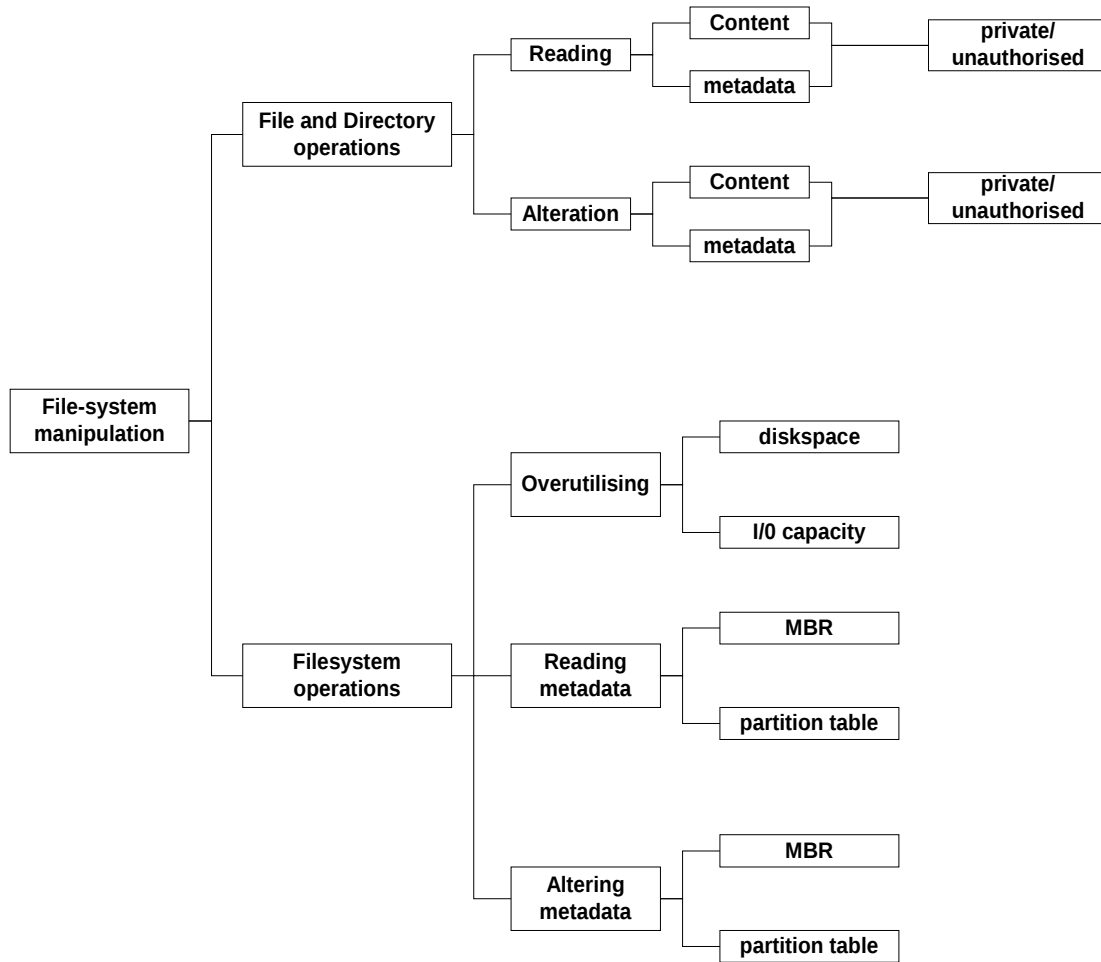 Content
private/
unauthorised
Reading
metadata
File and Directory
operations
Content
private/
unauthorised
Alteration
metadata
File-system
manipulation
diskspace
Overutilising
I/0 capacity
MBR
Filesystem
operations
Reading
metadata
partition table
MBR
Altering
metadata
partition table